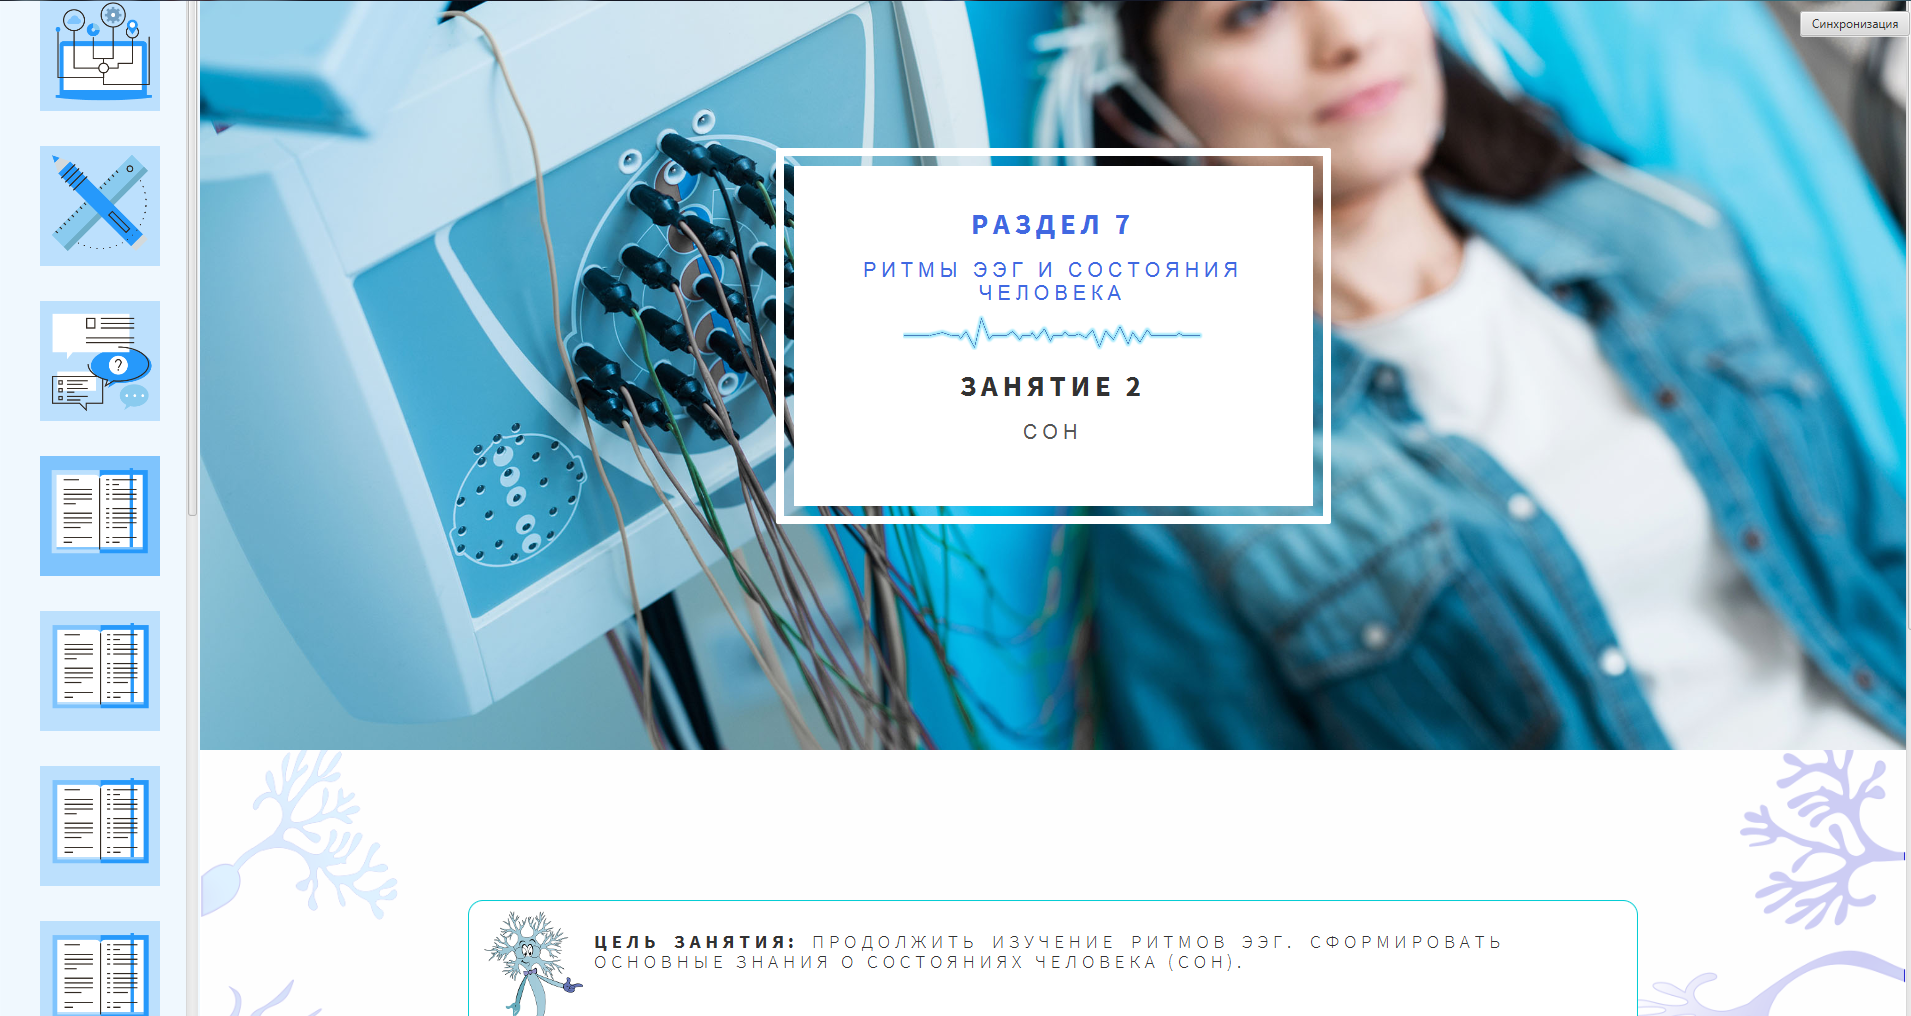 Синхронизация
РАЗДЕЛ 7
РИТМЫ ЭЭГ И СОСТОЯНИЯ
ЧЕЛОВЕКА
ЗАНЯТИЕ 2
СОН
?
ЦЕЛЬ ЗАНЯТИЯ: ПРОДОЛЖИТЬ ИЗУЧЕНИЕ РИТМОВ ЭЭГ. СФОРМИРОВАТЬ
ОСНОВНЫЕ ЗНАНИЯ О СОСТОЯНИЯХ ЧЕЛОВЕКА (СОН).